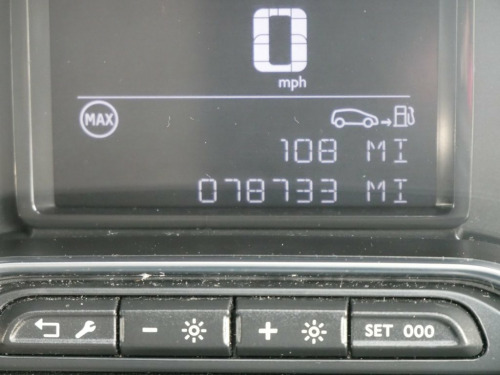 0
mph
MAX
108 MI
078733 MI
- + SET 000